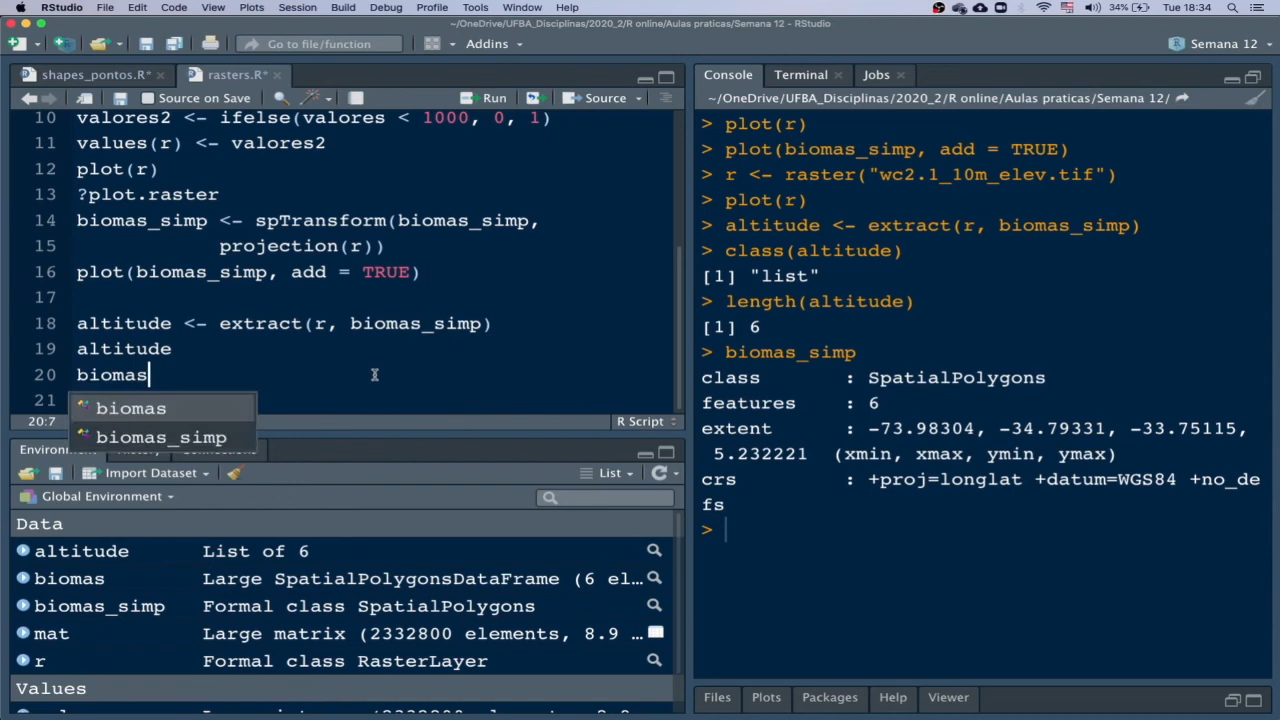 RStudio File Edit Code View Plots Session Build Debug Profile Tools Window Help 34% Tue 18:34
~/OneDrive/UFBA_Disciplinas/2020_2/R online/Aulas praticas/Semana 12 - RStudio
Go to file/function Addins Semana 12
shapes_pontos.R* rasters.R*
Source on Save Run Source
10 valores2 <- ifelse(valores < 1000, 0, 1)
11 values(r) <- valores2
12 plot(r)
13 ?plot.raster
14 biomas_simp <- spTransform(biomas_simp,
15 projection(r))
16 plot(biomas_simp, add = TRUE)
17
18 altitude <- extract(r, biomas_simp)
19 altitude
20 biomas
21
biomas
biomas_simp
20:7 R Script
Environ
Import Dataset List
Global Environment
Data
altitude List of 6
biomas Large SpatialPolygonsDataFrame (6 el…
biomas_simp Formal class SpatialPolygons
mat Large matrix (2332800 elements, 8.9 …
r Formal class RasterLayer
Values
Console Terminal Jobs
~/OneDrive/UFBA_Disciplinas/2020_2/R online/Aulas praticas/Semana 12/
> plot(r)
> plot(biomas_simp, add = TRUE)
> r <- raster("wc2.1_10m_elev.tif")
> plot(r)
> altitude <- extract(r, biomas_simp)
> class(altitude)
[1] "list"
> length(altitude)
[1] 6
> biomas_simp
class : SpatialPolygons
features : 6
extent : -73.98304, -34.79331, -33.75115,
5.232221 (xmin, xmax, ymin, ymax)
crs : +proj=longlat +datum=WGS84 +no_de
fs
>
Files Plots Packages Help Viewer